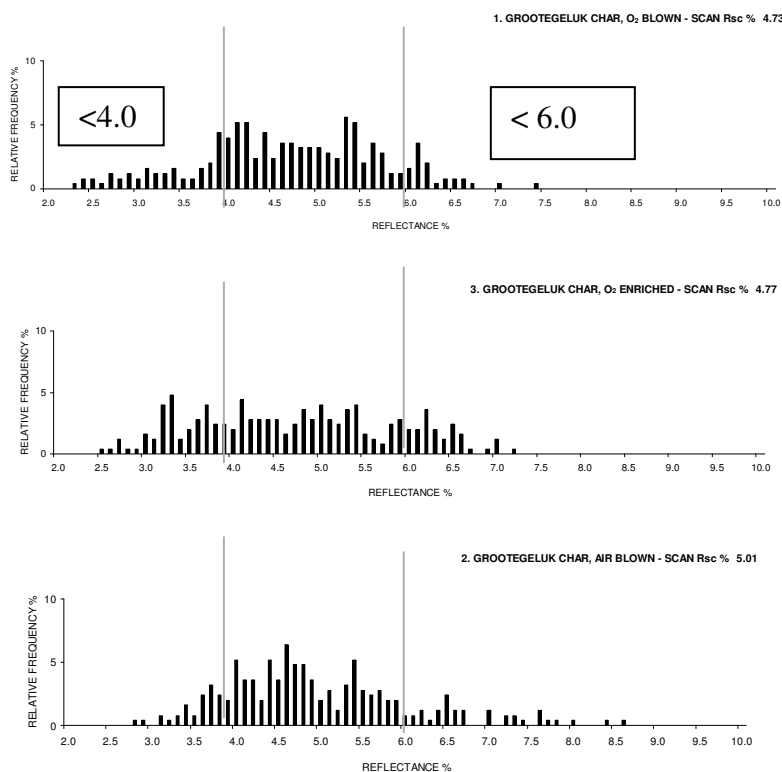 1. GROOTEGELUK CHAR, O₂ BLOWN - SCAN Rsc % 4.73
RELATIVE FREQUENCY %
10
5
0
<4.0
< 6.0
2.0 2.5 3.0 3.5 4.0 4.5 5.0 5.5 6.0 6.5 7.0 7.5 8.0 8.5 9.0 9.5 10.0
REFLECTANCE %
3. GROOTEGELUK CHAR, O₂ ENRICHED - SCAN Rsc % 4.77
RELATIVE FREQUENCY %
10
5
0
2.0 2.5 3.0 3.5 4.0 4.5 5.0 5.5 6.0 6.5 7.0 7.5 8.0 8.5 9.0 9.5 10.0
REFLECTANCE %
2. GROOTEGELUK CHAR, AIR BLOWN - SCAN Rsc % 5.01
RELATIVE FREQUENCY %
10
5
0
2.0 2.5 3.0 3.5 4.0 4.5 5.0 5.5 6.0 6.5 7.0 7.5 8.0 8.5 9.0 9.5 10.0
REFLECTANCE %